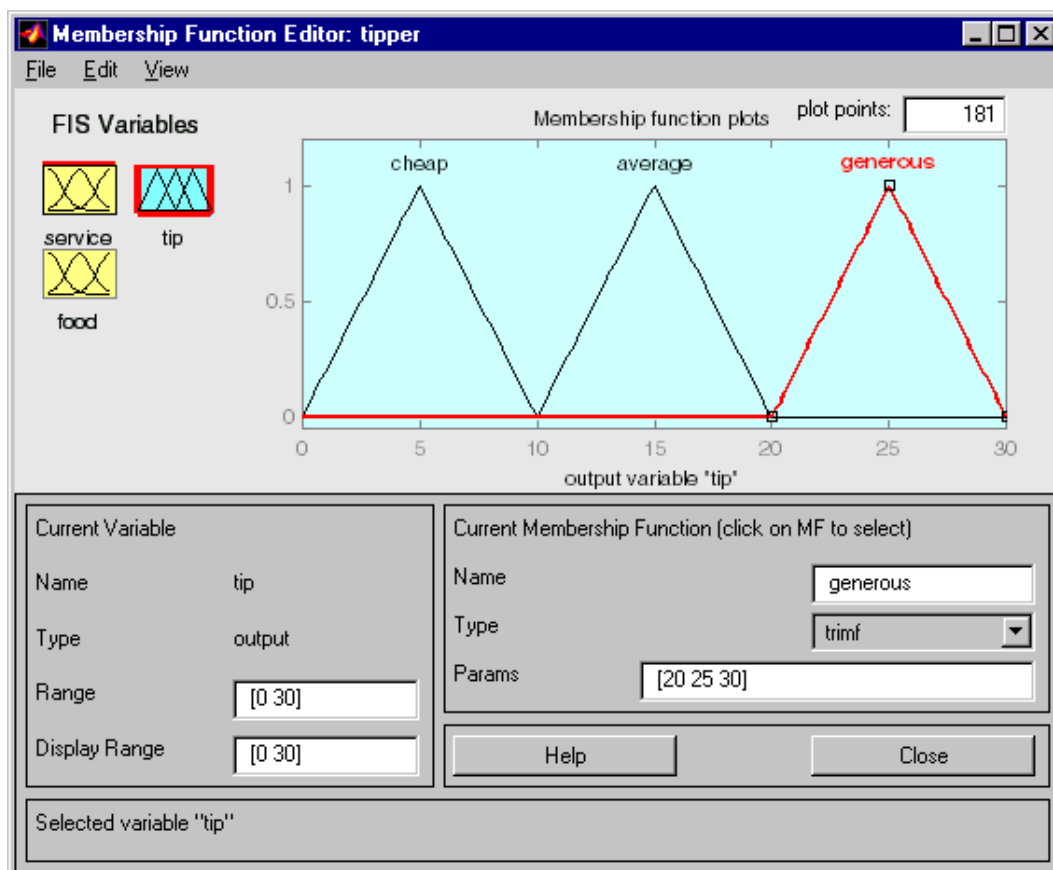 Membership Function Editor: tipper
File Edit View
FIS Variables
Membership function plots plot points: 181
service tip
food
cheap average generous
1
0.5
0
0 5 10 15 20 25 30
output variable "tip"
Current Variable
Name tip
Type output
Range [0 30]
Display Range [0 30]
Current Membership Function (click on MF to select)
Name generous
Type trimf
Params [20 25 30]
Help Close
Selected variable "tip"